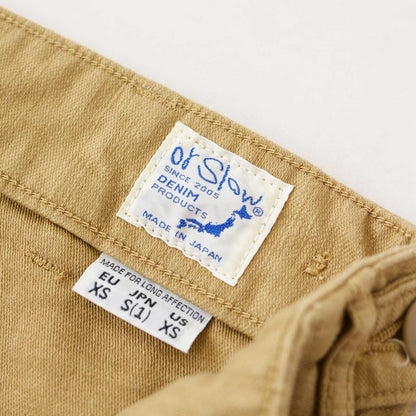 or Slow®
SINCE 2005
DENIM
PRODUCTS
MADE IN JAPAN
MADE FOR LONG AFFECTION
EU JPN US
XS S(1) XS